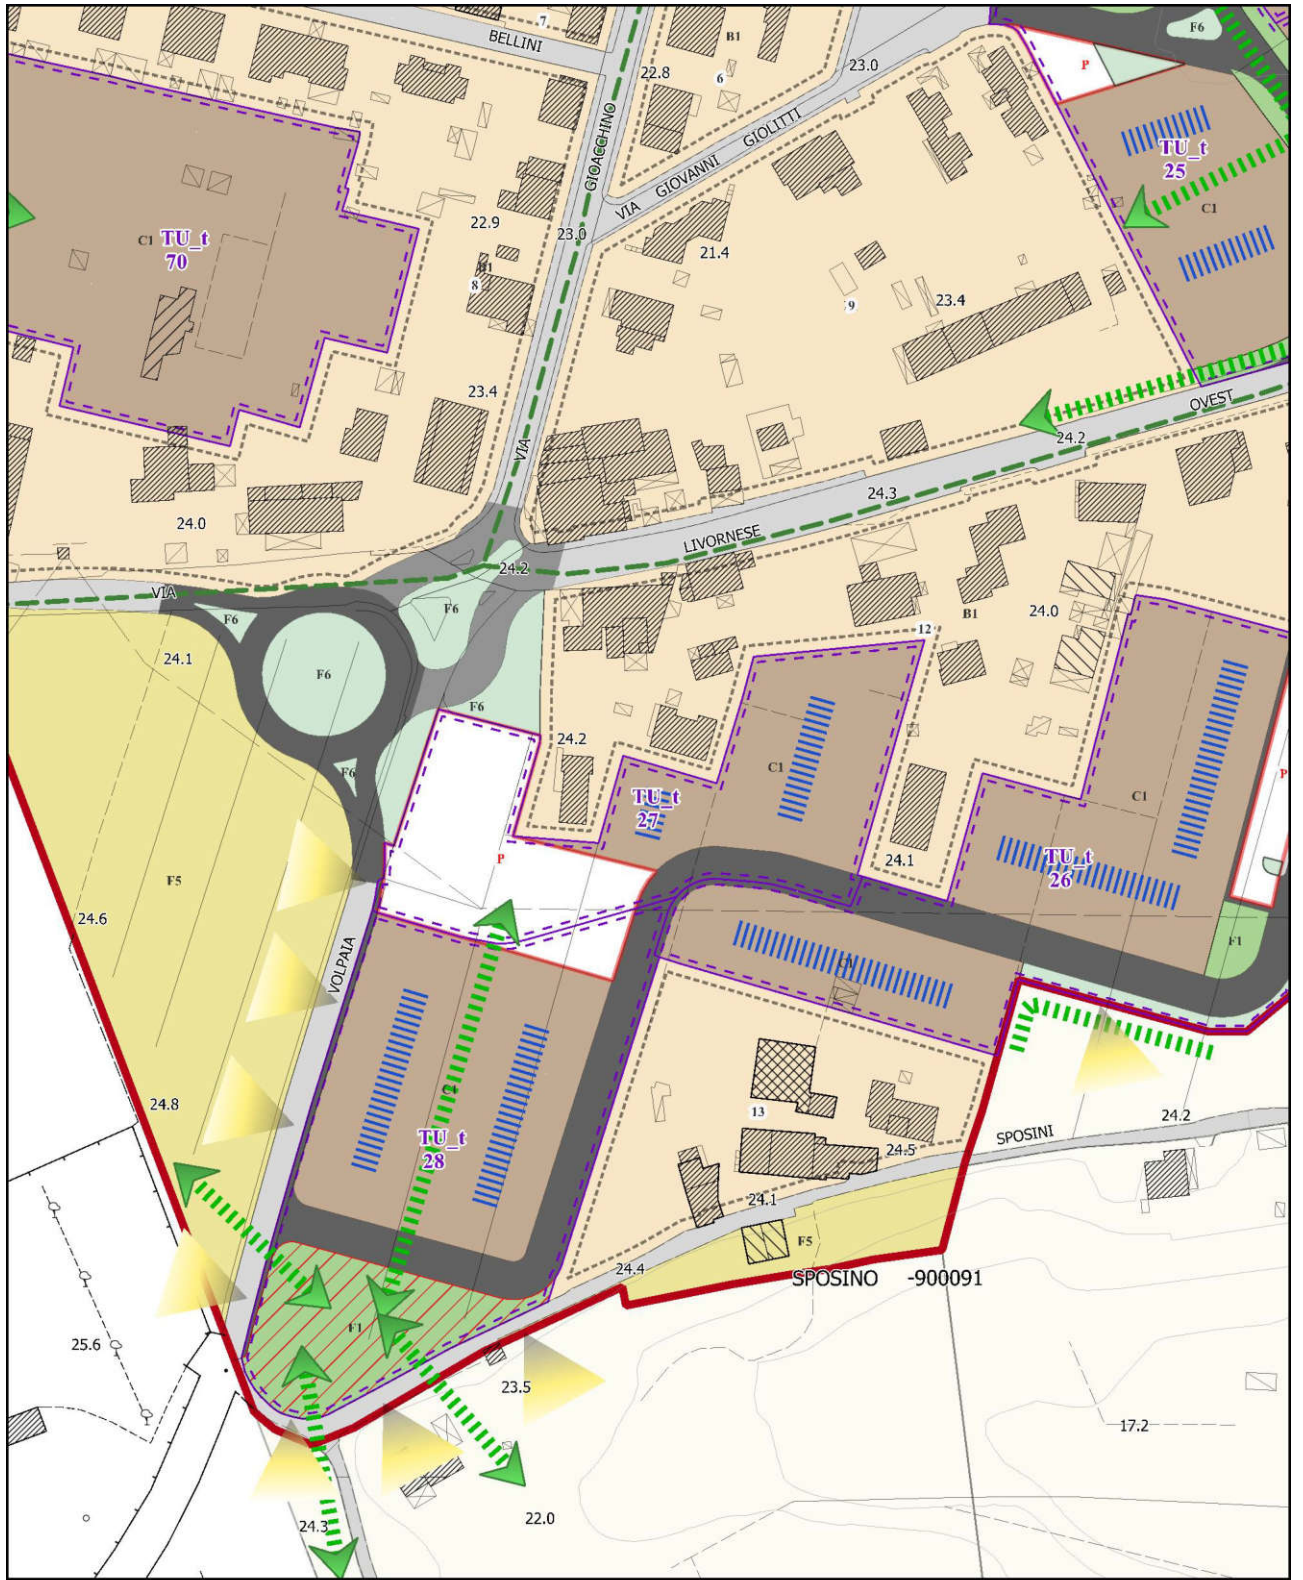 7
BELLINI
B1
F6
22.8
6
23.0
P
GIOACCHINO
GIOLITTI
GIOVANNI
VIA
TU_t
25
C1
22.9
23.0
21.4
C1
TU_t
70
B1
8
9
23.4
23.4
OVEST
24.2
VIA
24.3
24.0
LIVORNESE
24.2
VIA
F6
F6
24.0
B1
12
24.1
F6
F6
24.2
F6
C1
C1
P
TU_t
27
24.1
TU_t
26
P
F5
24.6
VOLPAIA
F1
C1
C1
24.8
13
24.2
SPOSINI
TU_t
28
24.5
24.1
F5
24.4
SPOSINO -900091
F1
25.6
23.5
17.2
24.3
22.0